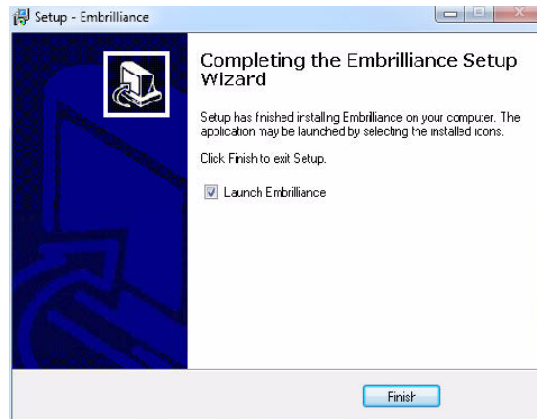 Setup - Embrilliance
Completing the Embrilliance Setup
Wizard
Setup has finished installing Embrilliance on your computer. The
application may be launched by selecting the installed icons.
Click Finish to exit Setup.
Launch Embrilliance
Finish